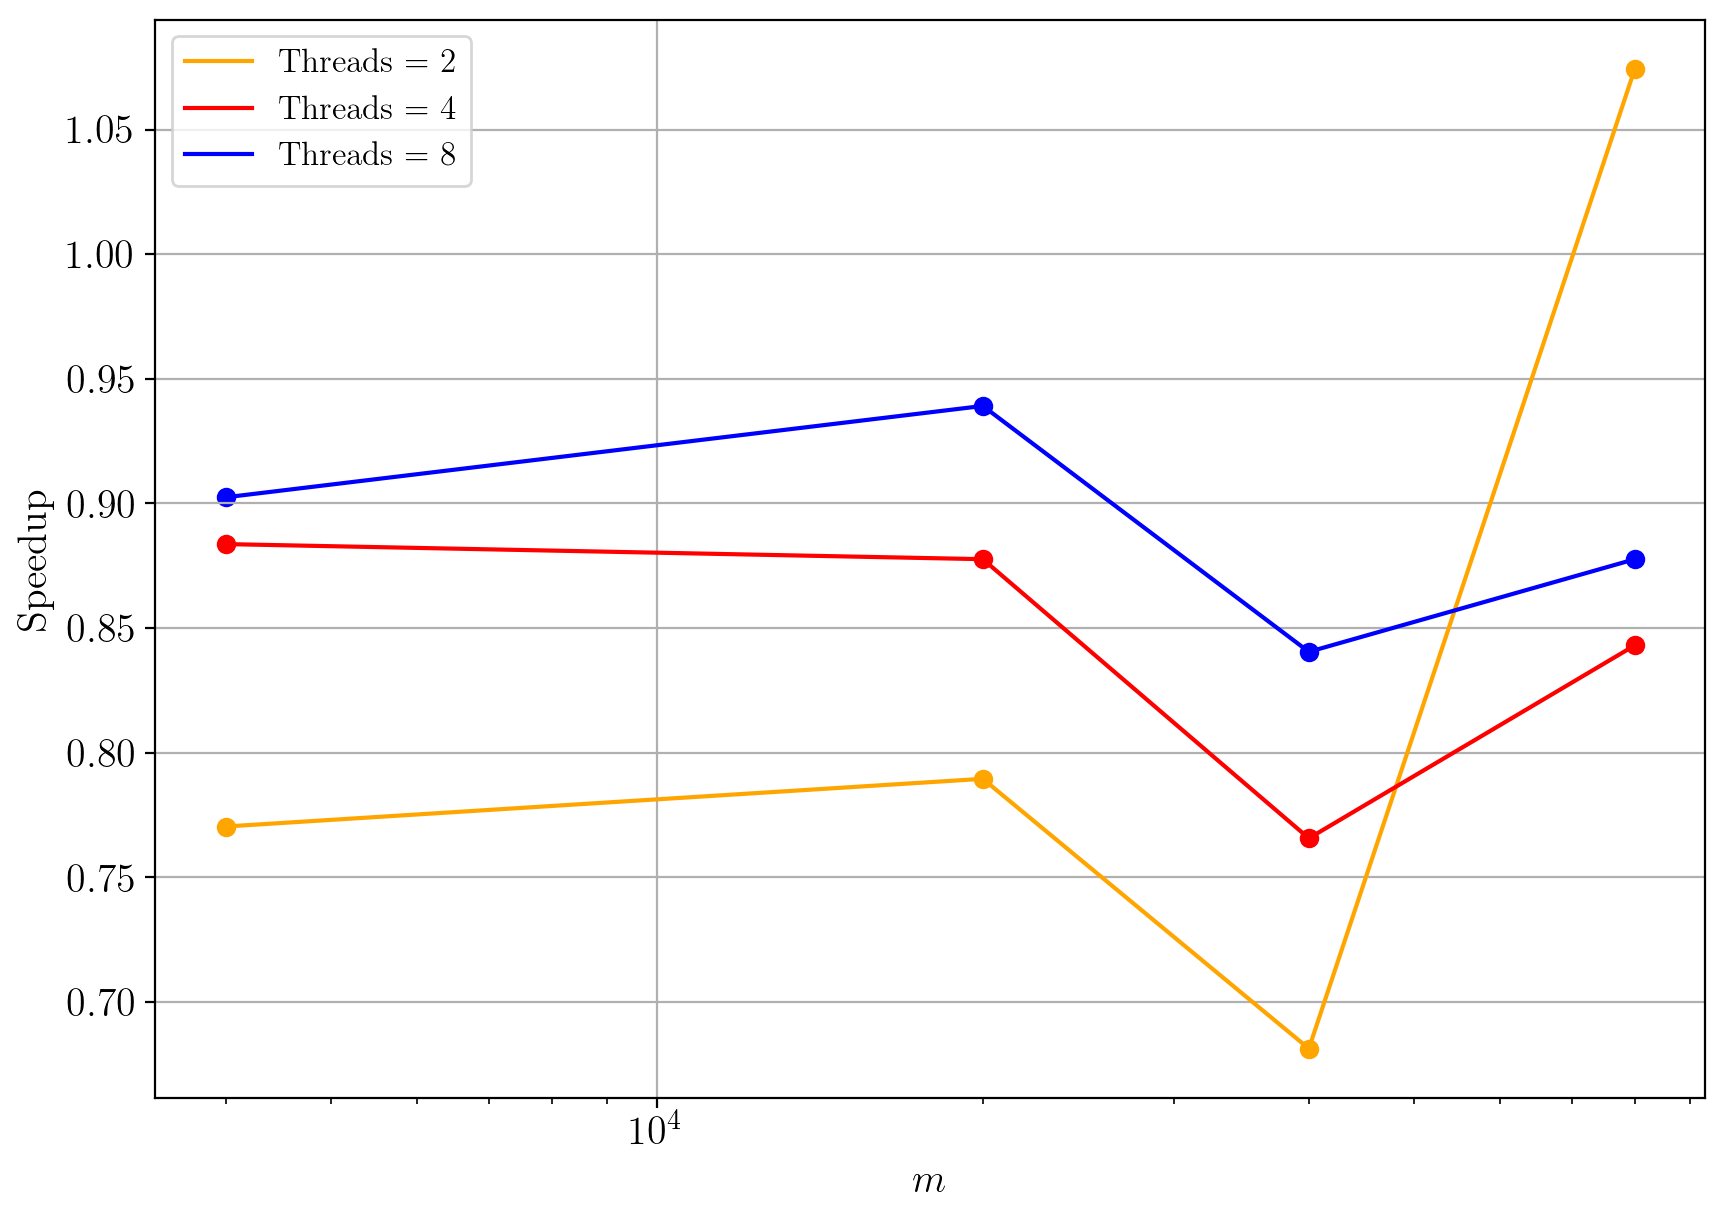 Threads = 2
Threads = 4
Threads = 8
1.05
1.00
0.95
0.90
0.85
0.80
0.75
0.70
Speedup
10^4
m